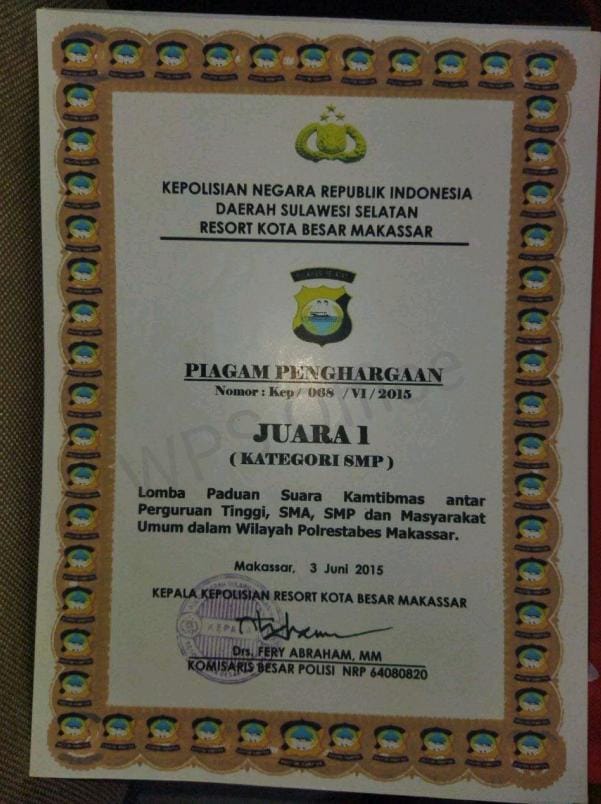 KEPOLISIAN NEGARA REPUBLIK INDONESIA
DAERAH SULAWESI SELATAN
RESORT KOTA BESAR MAKASSAR
PIAGAM PENGHARGAAN
Nomor : Kep / 068 / VI / 2015
JUARA 1
( KATEGORI SMP )
Lomba Paduan Suara Kamtibmas antar
Perguruan Tinggi, SMA, SMP dan Masyarakat
Umum dalam Wilayah Polrestabes Makassar.
Makassar, 3 Juni 2015
KEPALA KEPOLISIAN RESORT KOTA BESAR MAKASSAR
KEPALA
Drs. FERY ABRAHAM, MM
KOMISARIS BESAR POLISI NRP 64080820
WPS Office